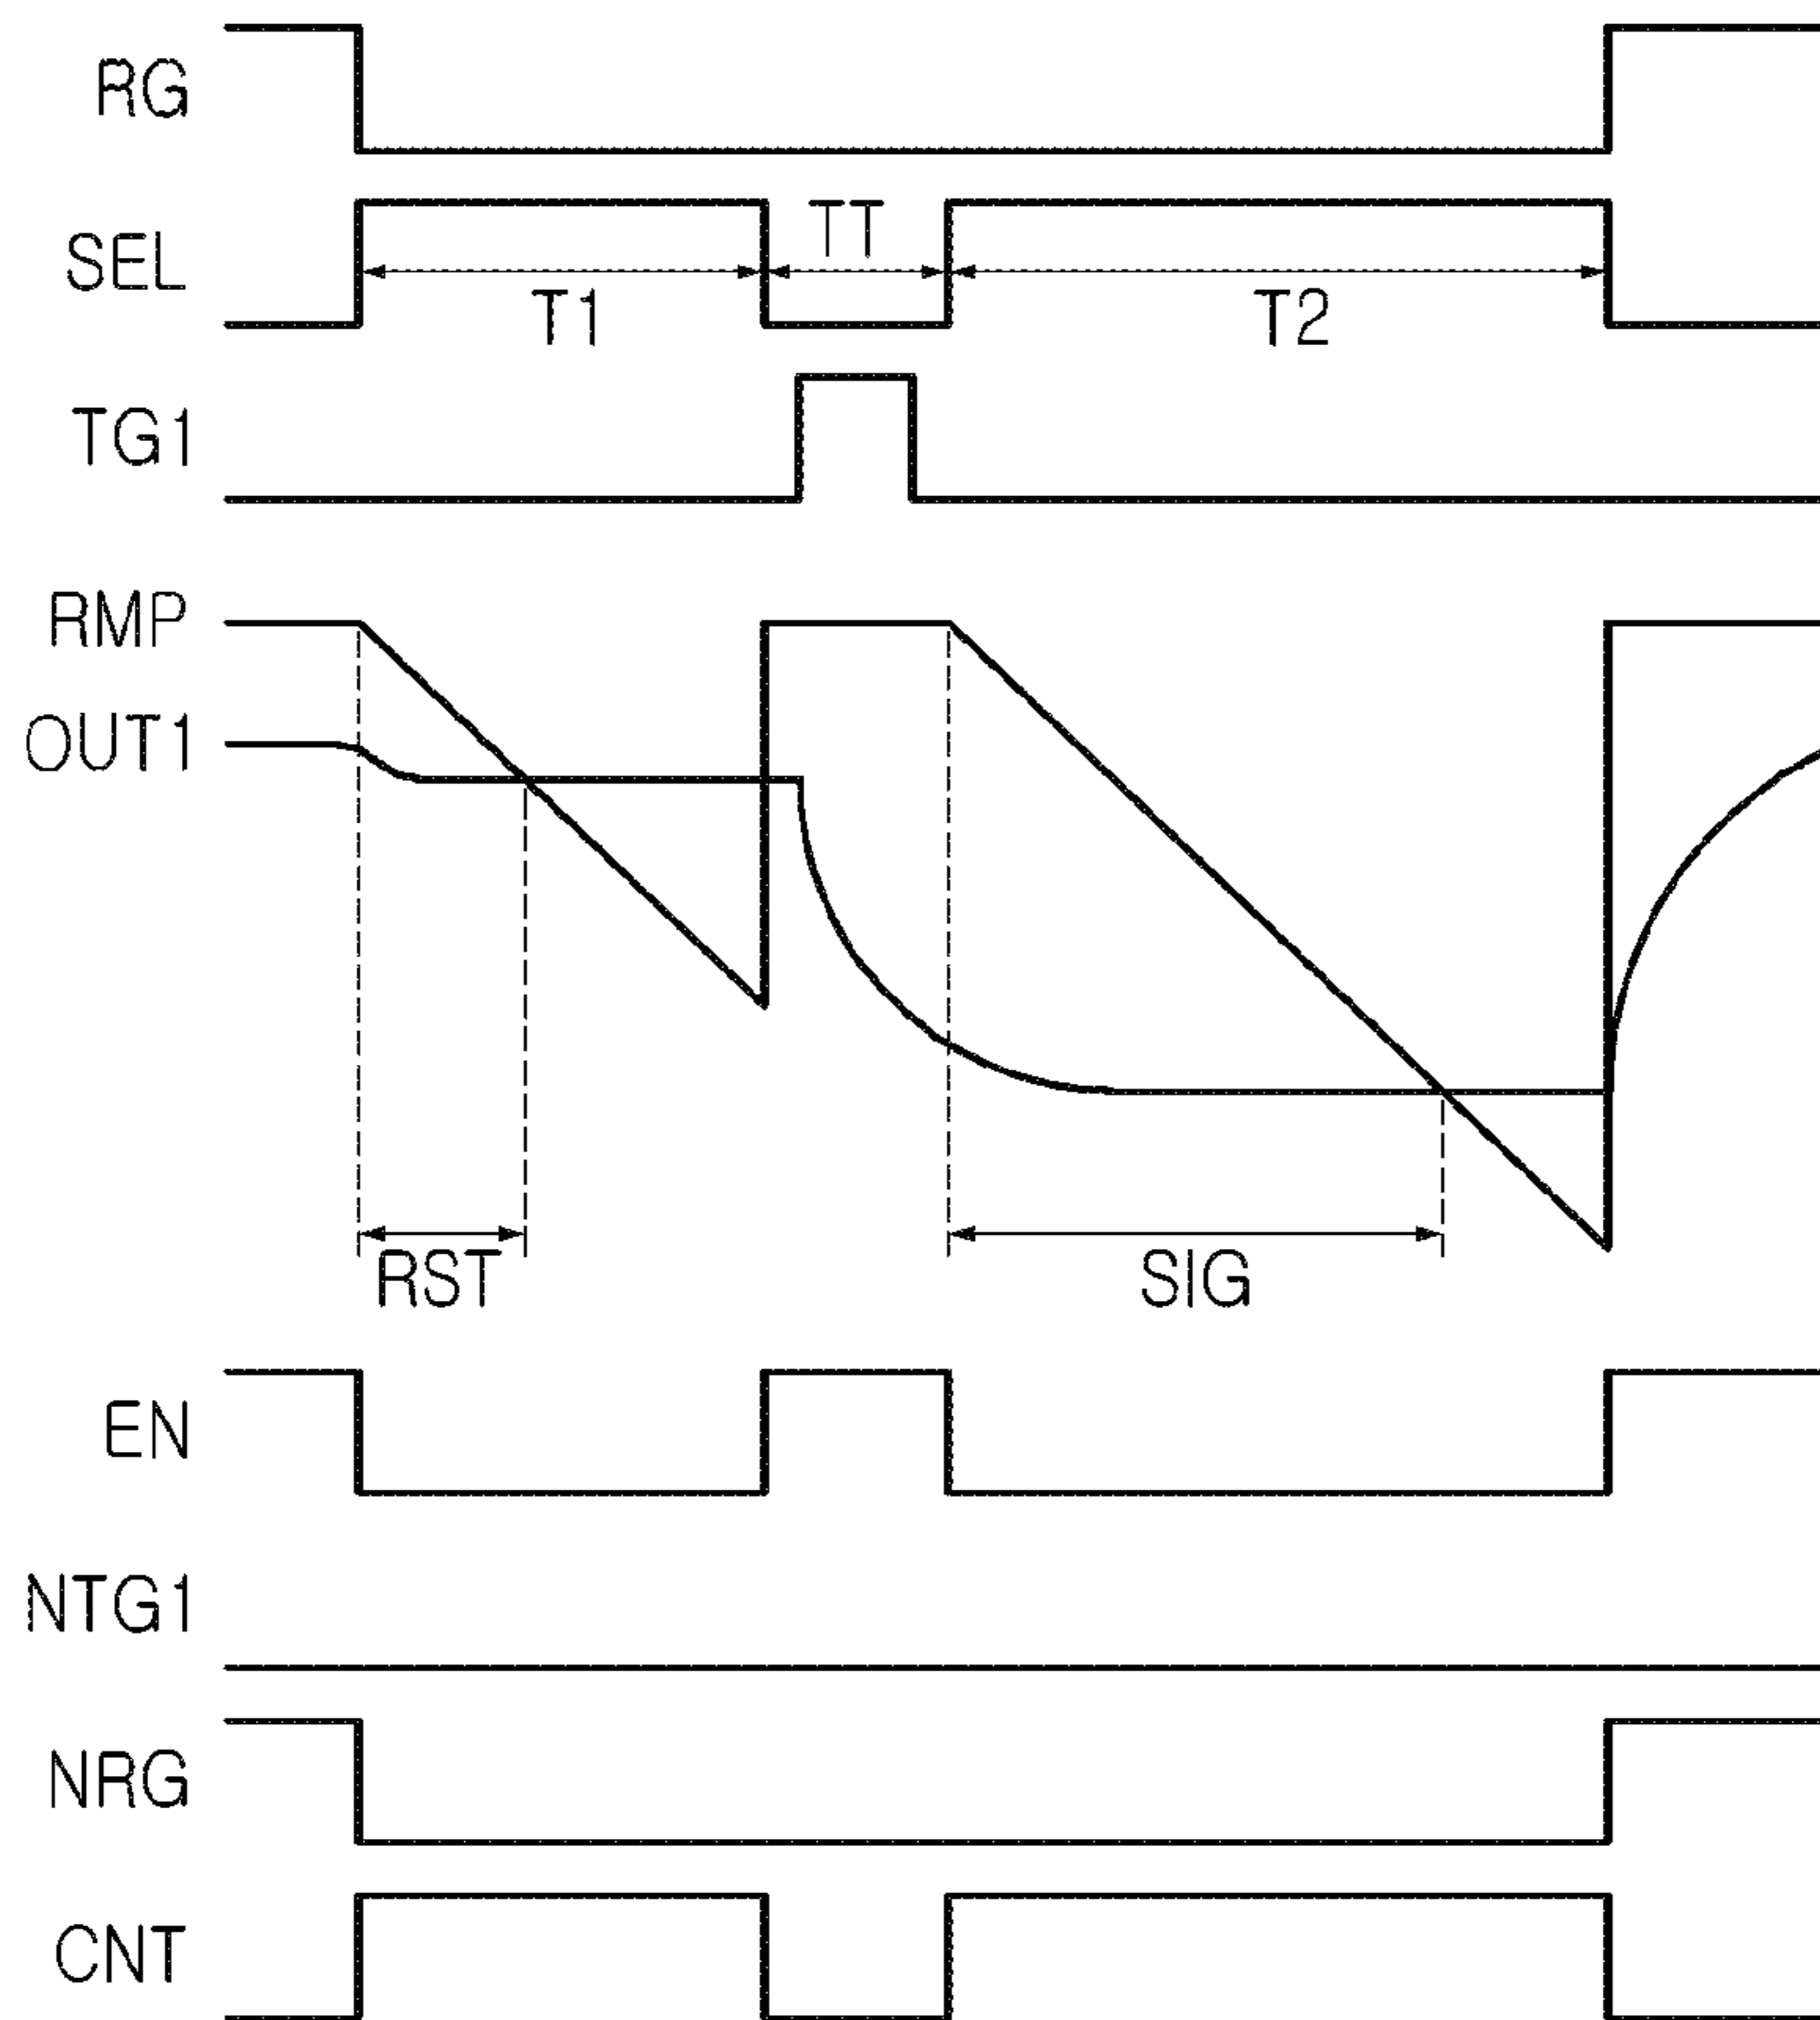 RG
SEL
TT
T1
T2
TG1
RMP
OUT1
RST
SIG
EN
NTG1
NRG
CNT